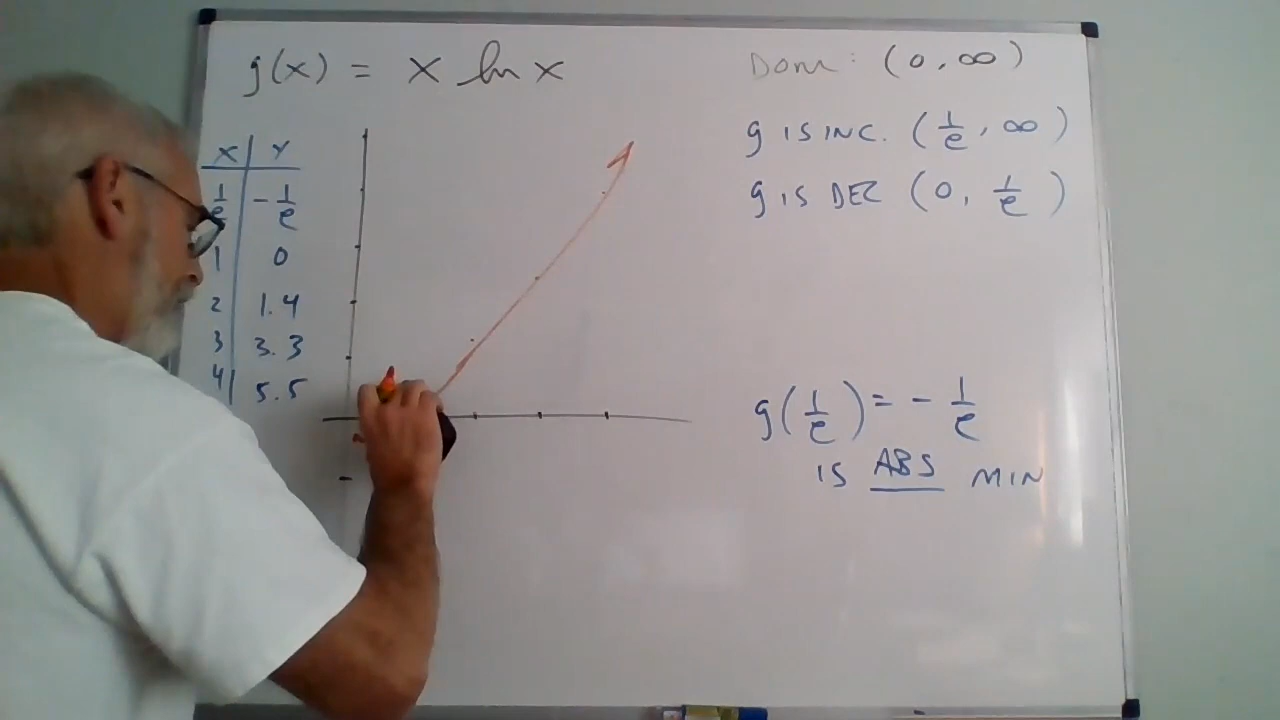 g(x) = x ln x
Dom: (0, ∞)
g IS INC. (1/e, ∞)
g IS DEC (0, 1/e)
X Y
1/e -1/e
1 0
2 1.4
3 3.3
4 5.5
g(1/e) = -1/e
IS ABS MIN